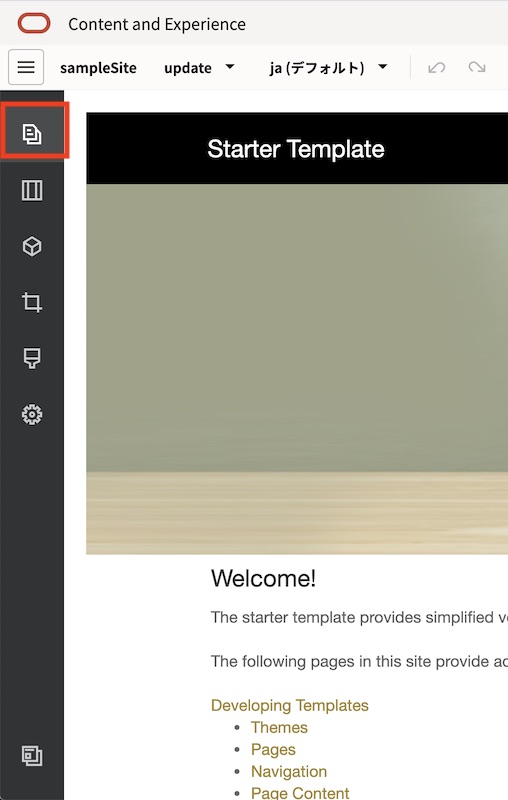 Content and Experience
sampleSite update ja (デフォルト)
Starter Template
Welcome!
The starter template provides simplified
The following pages in this site provide
Developing Templates
Themes
Pages
Navigation
Page Content